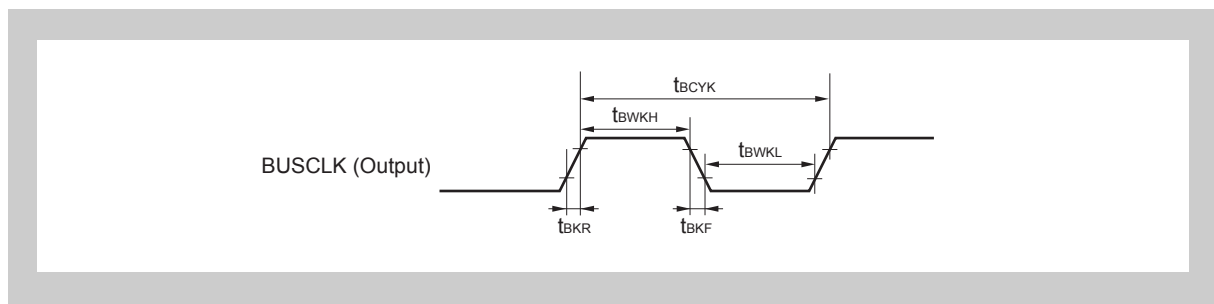 tBCYK
tBWKH
tBWKL
BUSCLK (Output)
tBKR
tBKF